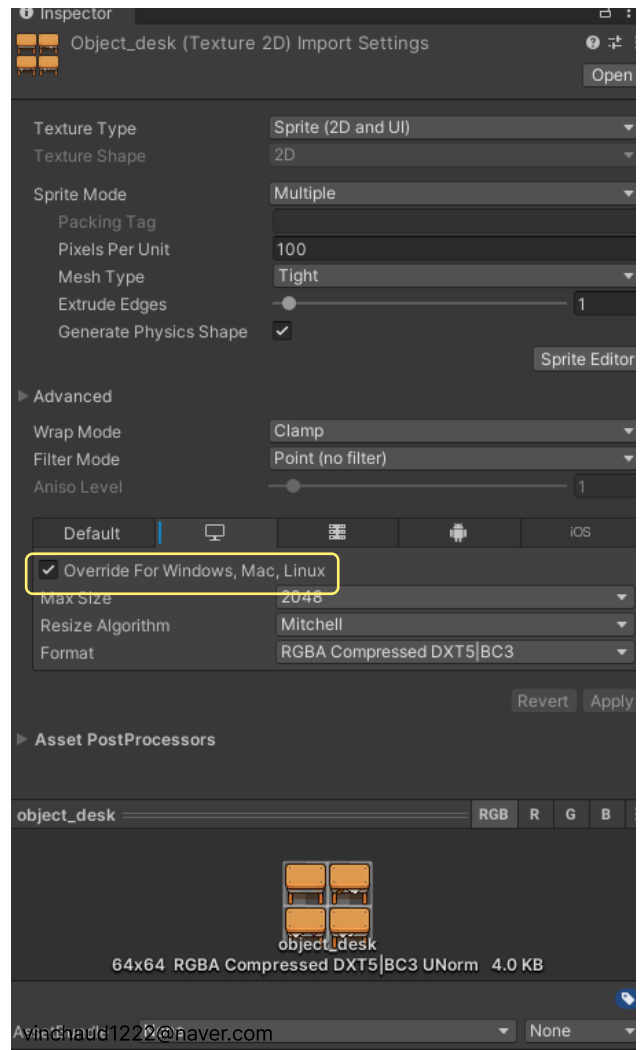 Inspector
Object_desk (Texture 2D) Import Settings
Open
Texture Type Sprite (2D and UI)
Texture Shape 2D
Sprite Mode Multiple
Packing Tag
Pixels Per Unit 100
Mesh Type Tight
Extrude Edges 1
Generate Physics Shape
Sprite Editor
Advanced
Wrap Mode Clamp
Filter Mode Point (no filter)
Aniso Level 1
Default iOS
Override For Windows, Mac, Linux
Max Size 2048
Resize Algorithm Mitchell
Format RGBA Compressed DXT5|BC3
Revert Apply
Asset PostProcessors
object_desk RGB R G B
object_desk
64x64 RGBA Compressed DXT5|BC3 UNorm 4.0 KB
AssetBundle None None
vinchaud1222@naver.com